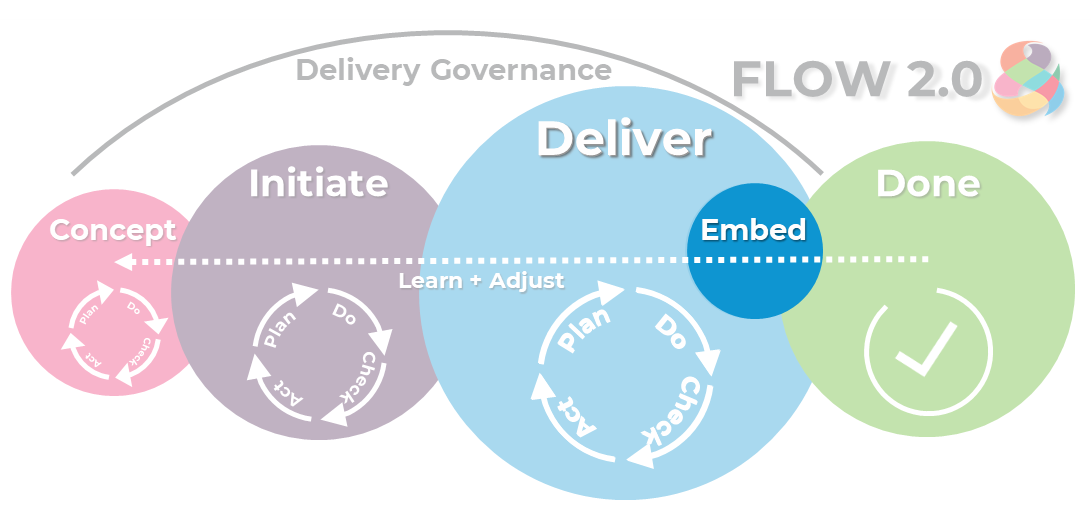 Delivery Governance
FLOW 2.0
Concept
Initiate
Deliver
Embed
Done
Learn + Adjust
Plan
Do
Check
Act
Plan
Do
Check
Act
Plan
Do
Check
Act